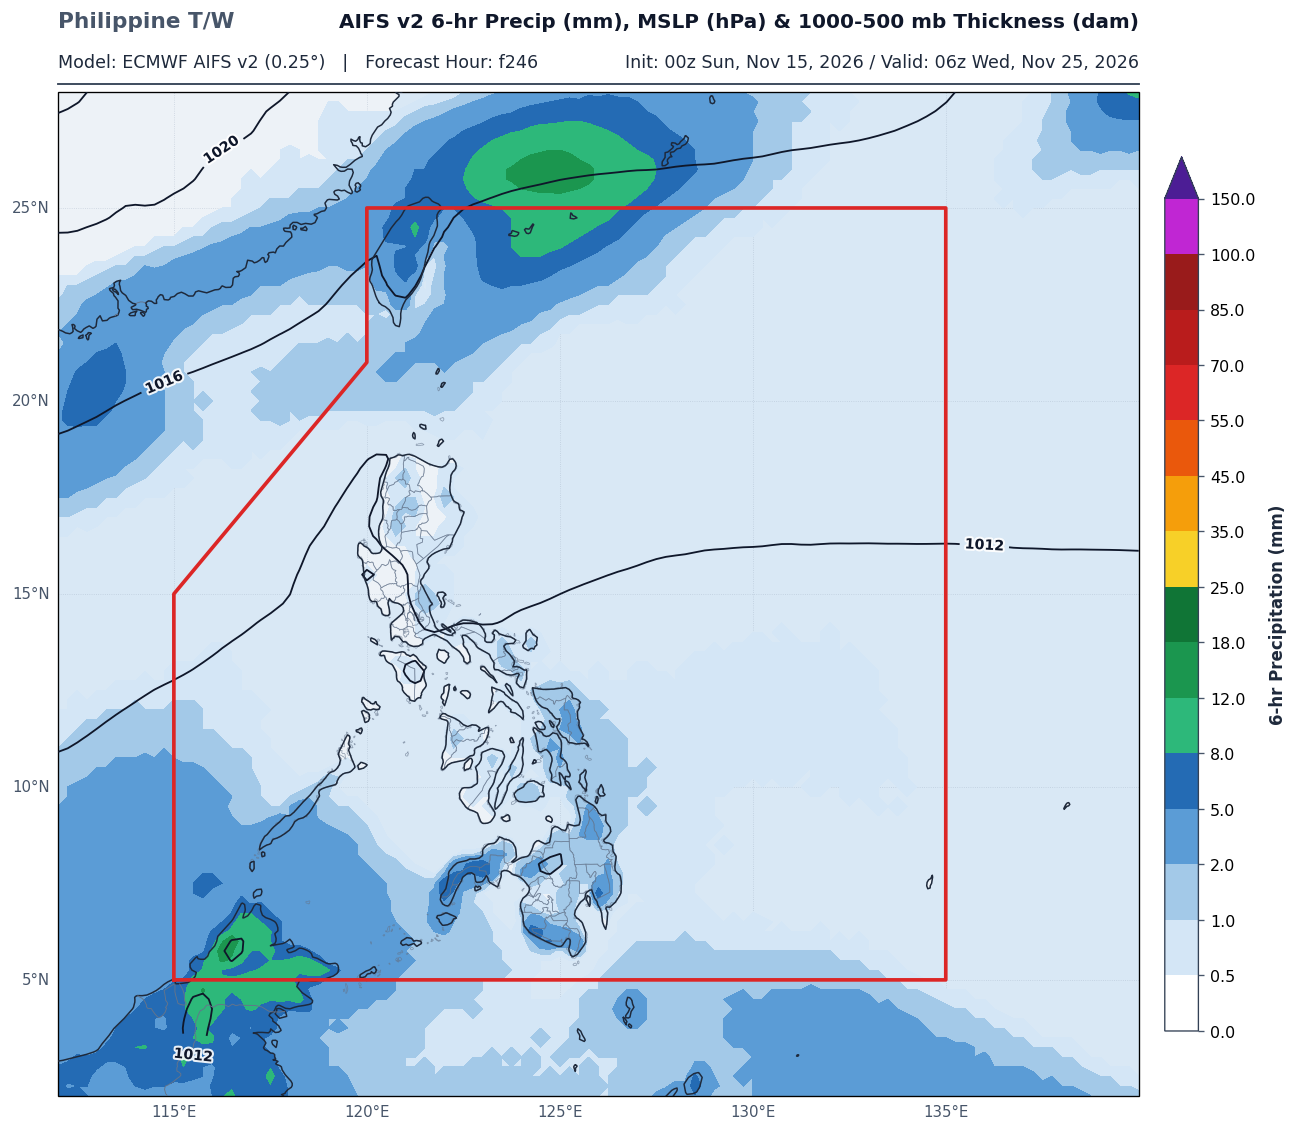 Philippine T/W
AIFS v2 6-hr Precip (mm), MSLP (hPa) & 1000-500 mb Thickness (dam)
Model: ECMWF AIFS v2 (0.25°) | Forecast Hour: f246
Init: 00z Sun, Nov 15, 2026 / Valid: 06z Wed, Nov 25, 2026
1020
1016
1012
1012
25°N
20°N
15°N
10°N
5°N
115°E
120°E
125°E
130°E
135°E
150.0
100.0
85.0
70.0
55.0
45.0
35.0
25.0
18.0
12.0
8.0
5.0
2.0
1.0
0.5
0.0
6-hr Precipitation (mm)